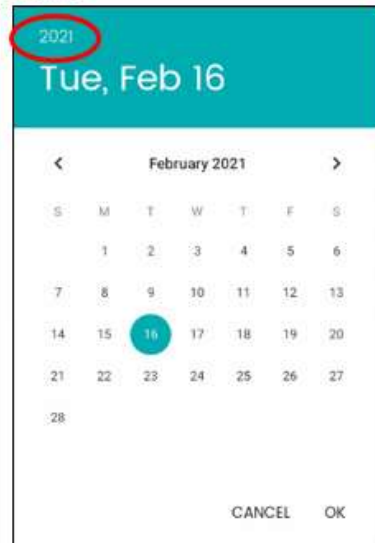 2021
Tue, Feb 16
< February 2021 >
S M T W T F S
1 2 3 4 5 6
7 8 9 10 11 12 13
14 15 16 17 18 19 20
21 22 23 24 25 26 27
28
CANCEL OK